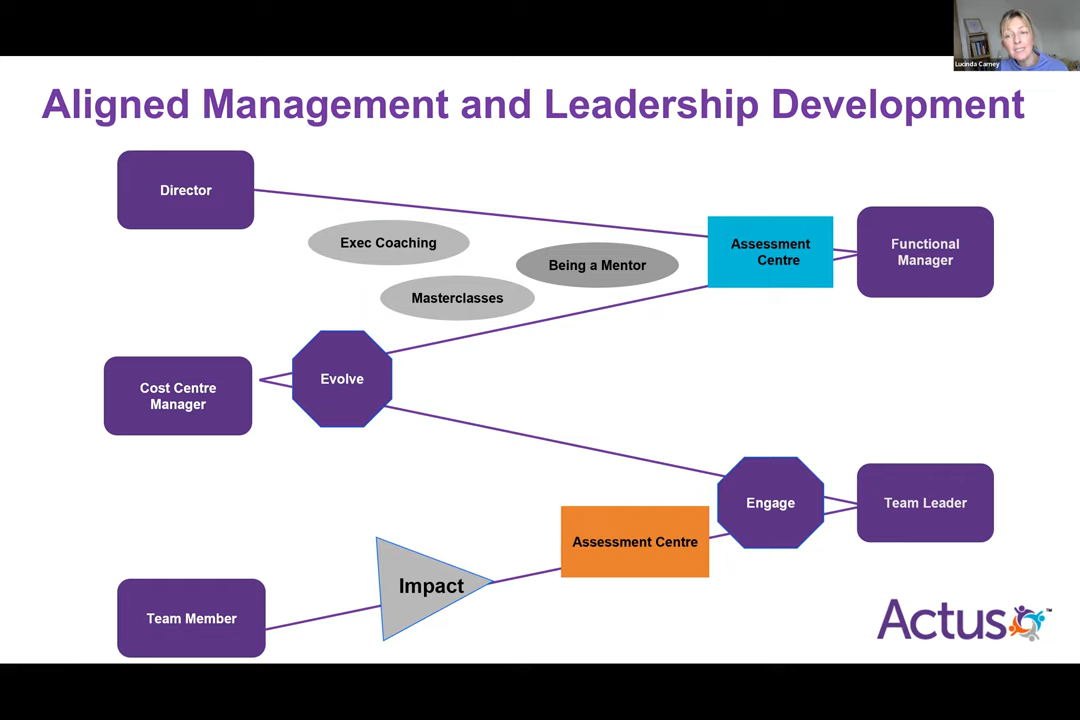 Lucinda Carney
Aligned Management and Leadership Development
Director
Exec Coaching
Being a Mentor
Masterclasses
Assessment
Centre
Functional
Manager
Cost Centre
Manager
Evolve
Engage
Team Leader
Assessment Centre
Impact
Team Member
Actus™